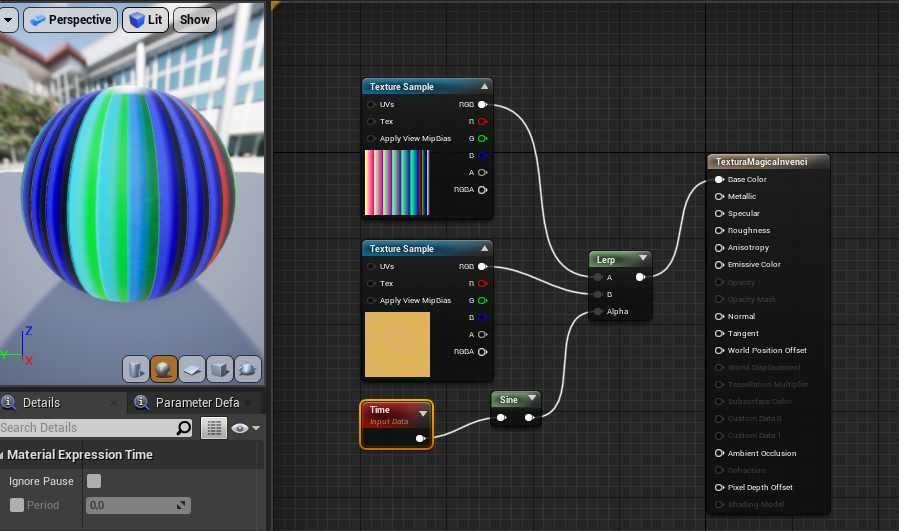 Perspective
Lit
Show
Texture Sample
UVs
RGB
Tex
R
Apply View MipBias
G
B
A
RGBA
Texture Sample
UVs
RGB
Tex
R
Apply View MipBias
G
B
A
RGBA
Time
Input Data
Sine
Lerp
A
B
Alpha
TexturaMagicaInvenci
Base Color
Metallic
Specular
Roughness
Anisotropy
Emissive Color
Opacity
Opacity Mask
Normal
Tangent
World Position Offset
World Displacement
Tessellation Multiplier
Subsurface Color
Custom Data 0
Custom Data 1
Ambient Occlusion
Refraction
Pixel Depth Offset
Shading Model
Z
Y
X
Details
Parameter Defa
Search Details
Material Expression Time
Ignore Pause
Period
0,0